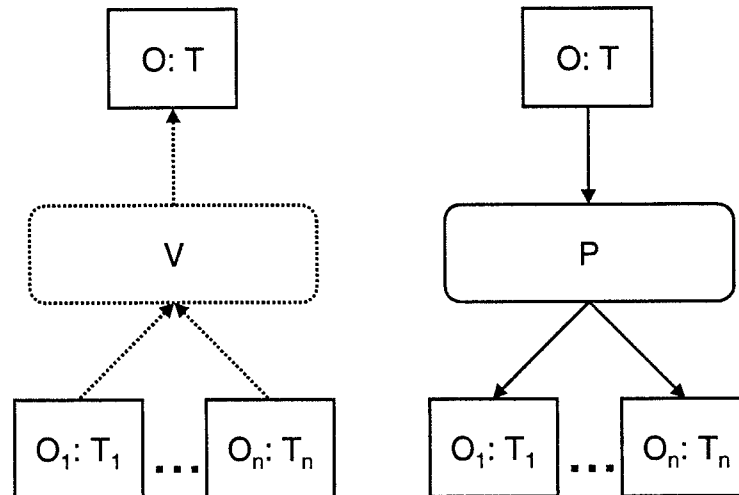 O: T
O: T
V
P
O₁: T₁ ... Oₙ: Tₙ
O₁: T₁ ... Oₙ: Tₙ